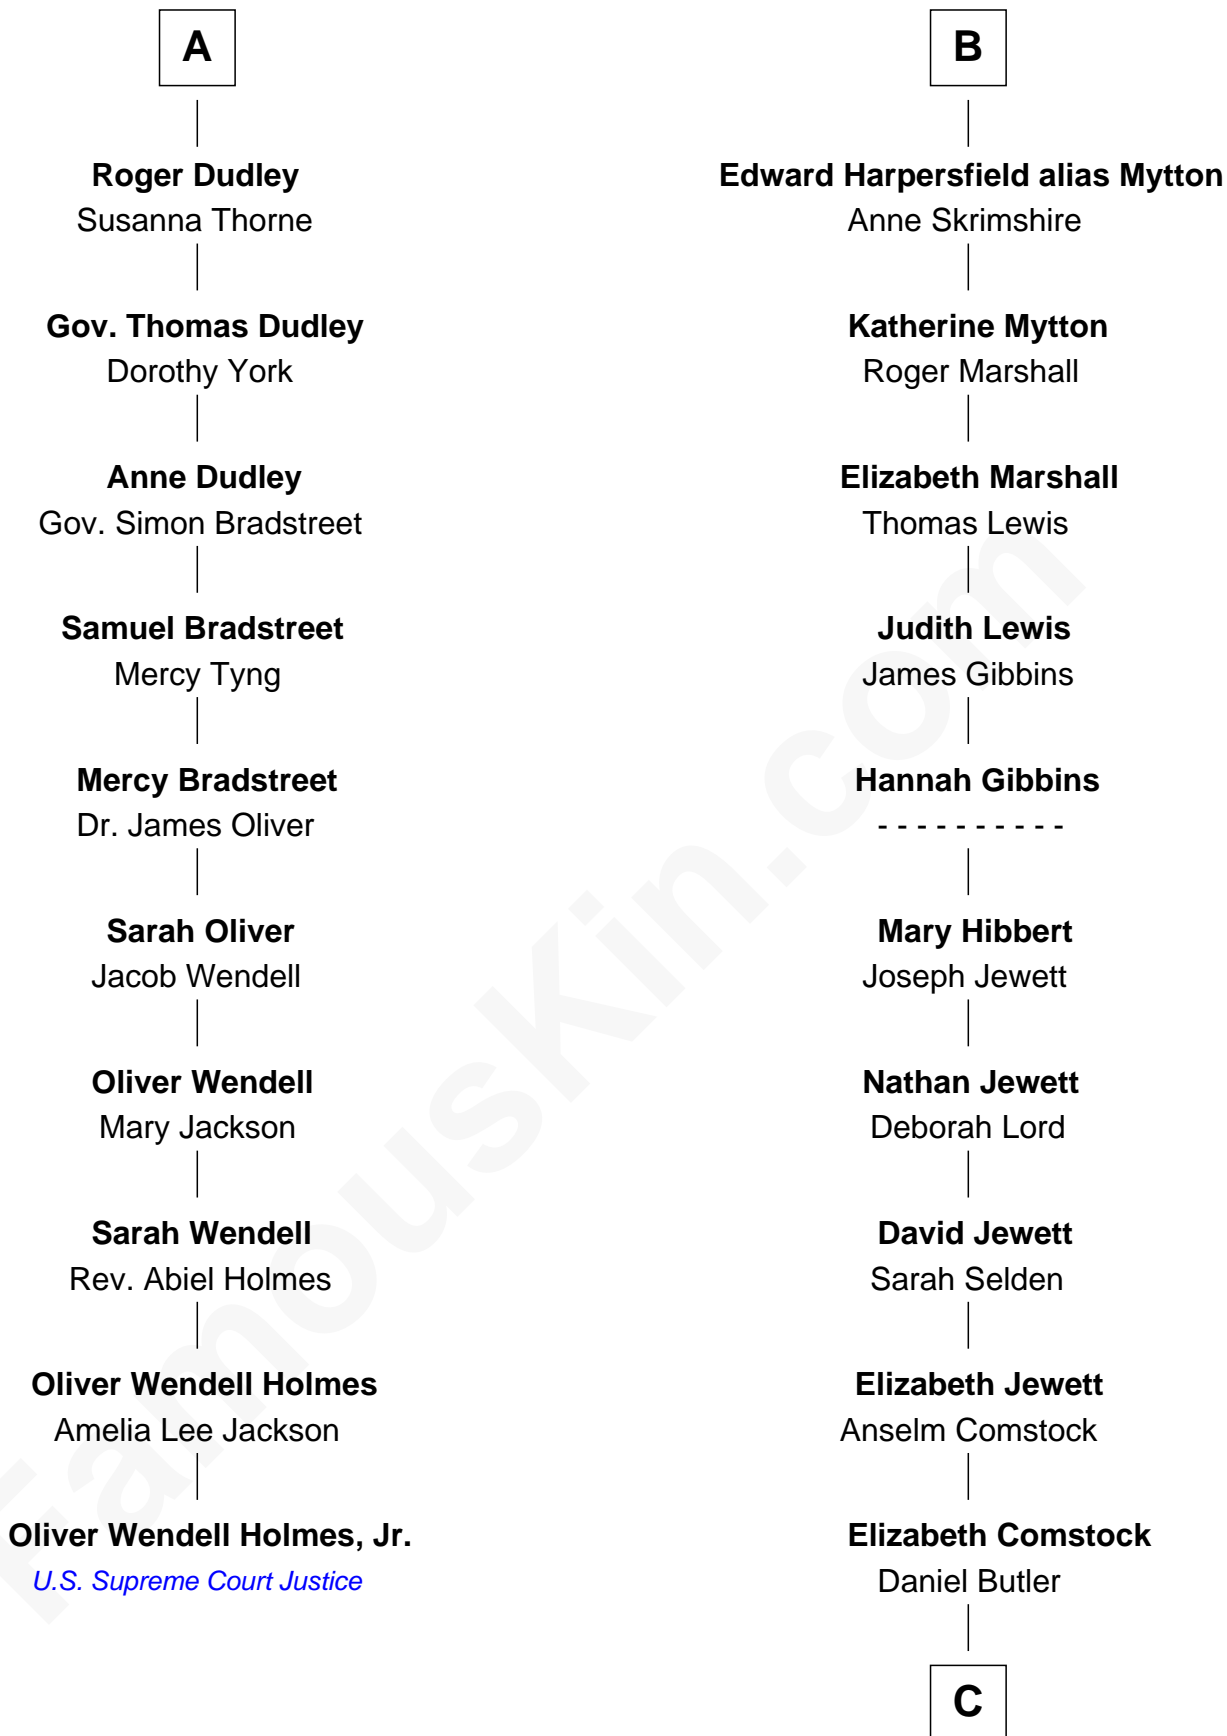 A
Roger Dudley
Susanna Thorne
Gov. Thomas Dudley
Dorothy York
Anne Dudley
Gov. Simon Bradstreet
Samuel Bradstreet
Mercy Tyng
Mercy Bradstreet
Dr. James Oliver
Sarah Oliver
Jacob Wendell
Oliver Wendell
Mary Jackson
Sarah Wendell
Rev. Abiel Holmes
Oliver Wendell Holmes
Amelia Lee Jackson
Oliver Wendell Holmes, Jr.
U.S. Supreme Court Justice
B
Edward Harpersfield alias Mytton
Anne Skrimshire
Katherine Mytton
Roger Marshall
Elizabeth Marshall
Thomas Lewis
Judith Lewis
James Gibbins
Hannah Gibbins
- - - - - - - - - -
Mary Hibbert
Joseph Jewett
Nathan Jewett
Deborah Lord
David Jewett
Sarah Selden
Elizabeth Jewett
Anselm Comstock
Elizabeth Comstock
Daniel Butler
C
FamousKin.com